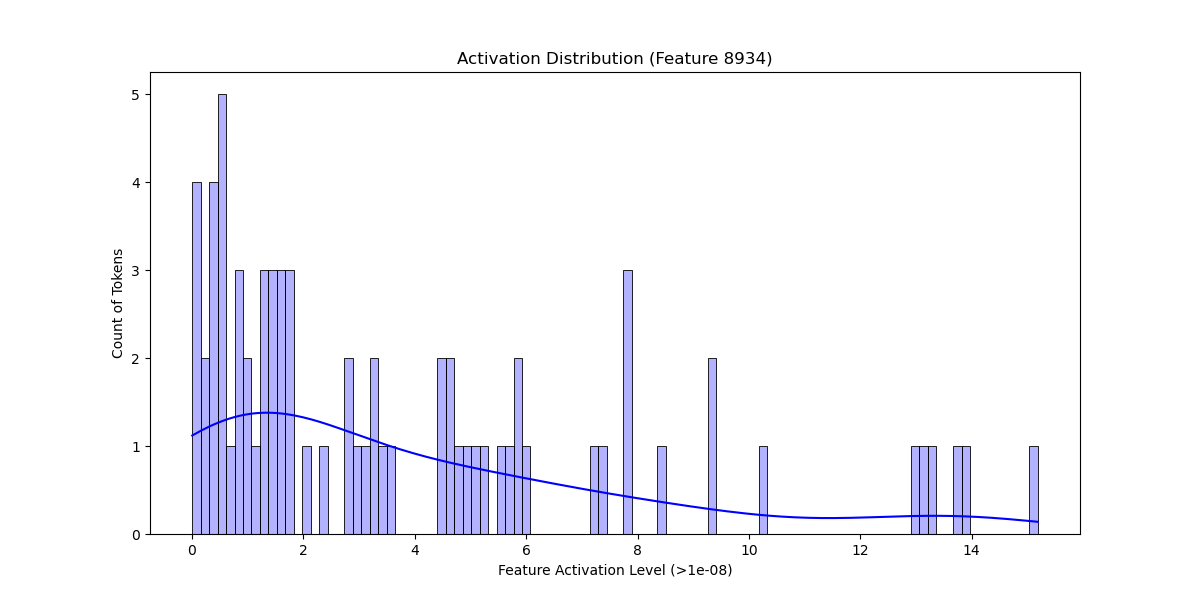 Activation Distribution (Feature 8934)
Count of Tokens
5
4
3
2
1
0
0 2 4 6 8 10 12 14
Feature Activation Level (>1e-08)